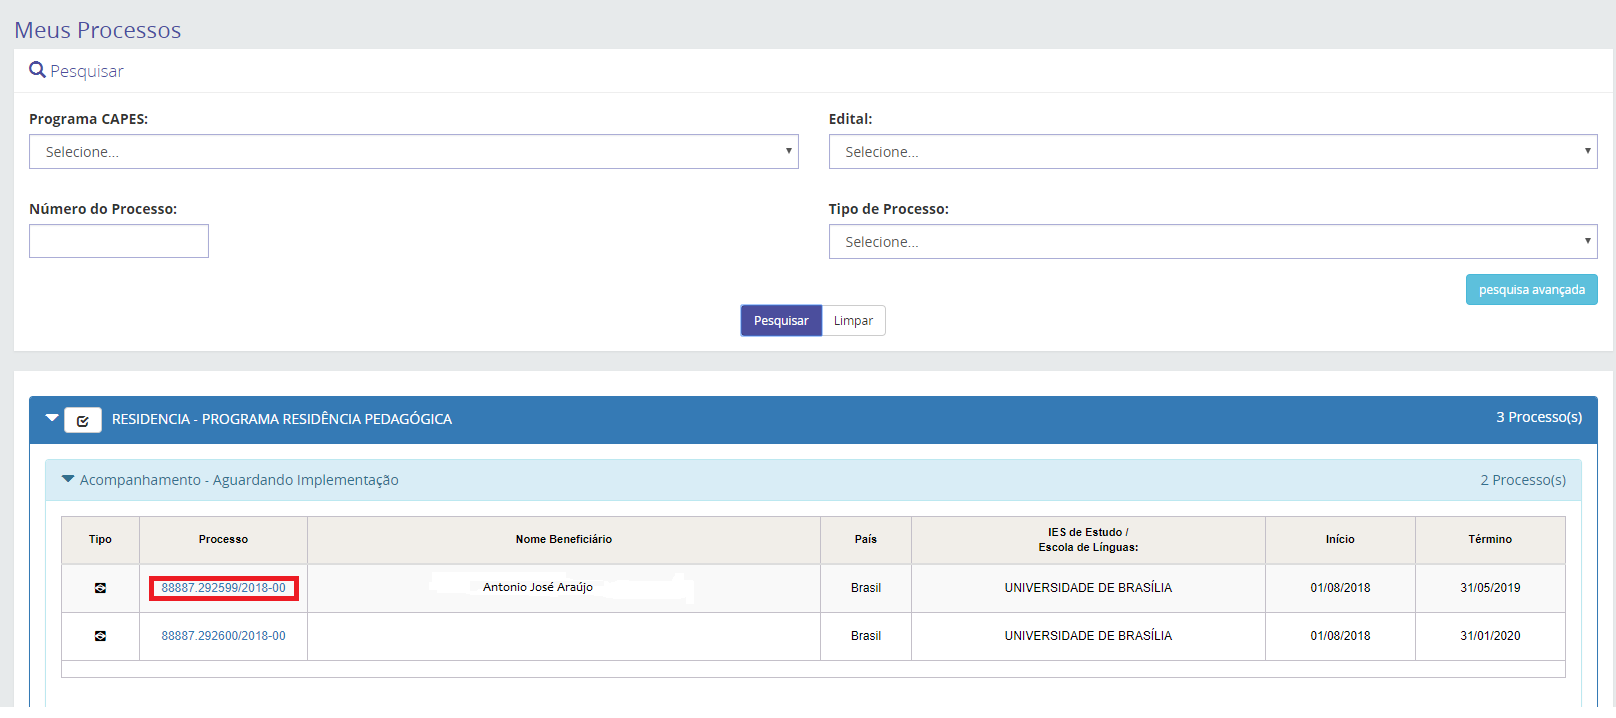 Meus Processos
Pesquisar
Programa CAPES:
Edital:
Selecione...
Selecione...
Número do Processo:
Tipo de Processo:
Selecione...
pesquisa avançada
Pesquisar Limpar
RESIDENCIA - PROGRAMA RESIDÊNCIA PEDAGÓGICA 3 Processo(s)
Acompanhamento - Aguardando Implementação 2 Processo(s)
Tipo Processo Nome Beneficiário País IES de Estudo / Escola de Línguas: Início Término
88887.292599/2018-00 Antonio José Araújo Brasil UNIVERSIDADE DE BRASÍLIA 01/08/2018 31/05/2019
88887.292600/2018-00 Brasil UNIVERSIDADE DE BRASÍLIA 01/08/2018 31/01/2020